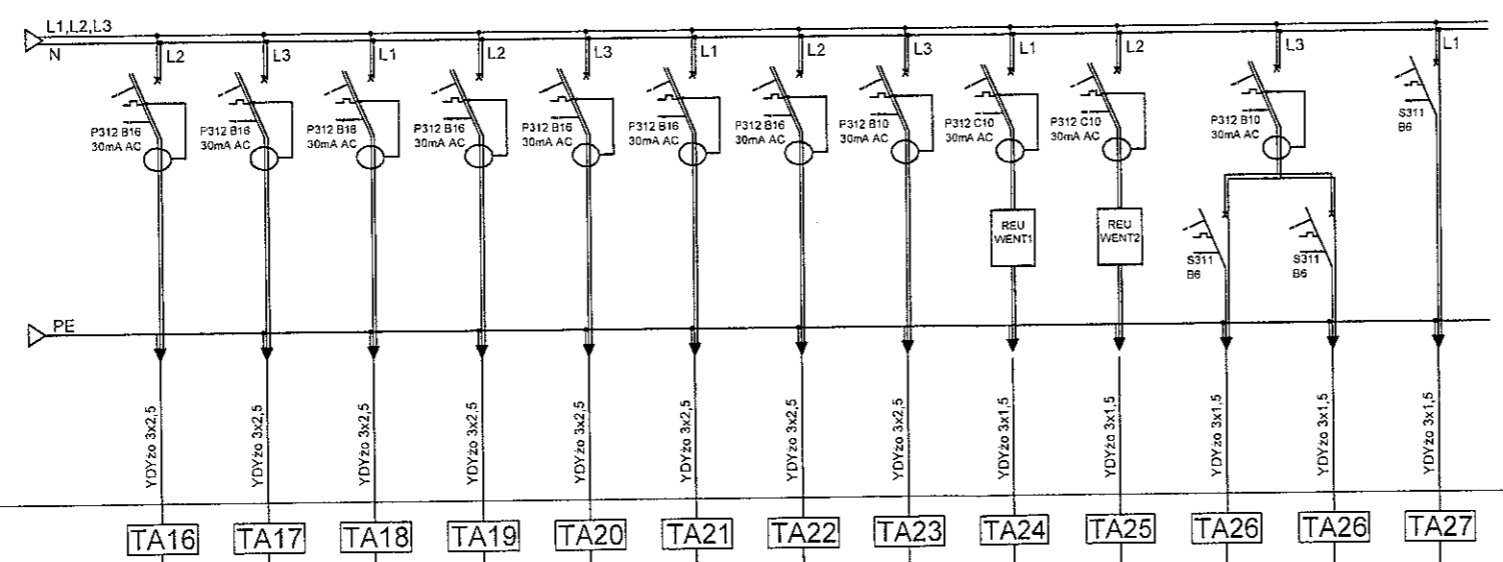 L1,L2,L3
N
L2
L3
L1
L2
L3
L1
L2
L3
L1
L2
L3
L1
P312 B16
30mA AC
P312 B16
30mA AC
P312 B16
30mA AC
P312 B16
30mA AC
P312 B16
30mA AC
P312 B16
30mA AC
P312 B16
30mA AC
P312 B10
30mA AC
P312 C10
30mA AC
P312 C10
30mA AC
P312 B10
30mA AC
S311
B6
REU
WENT1
REU
WENT2
S311
B6
S311
B6
PE
YDYżo 3x2,5
YDYżo 3x2,5
YDYżo 3x2,5
YDYżo 3x2,5
YDYżo 3x2,5
YDYżo 3x2,5
YDYżo 3x2,5
YDYżo 3x1,5
YDYżo 3x1,5
YDYżo 3x1,5
YDYżo 3x1,5
YDYżo 3x1,5
YDYżo 3x1,5
TA16
TA17
TA18
TA19
TA20
TA21
TA22
TA23
TA24
TA25
TA26
TA26
TA27